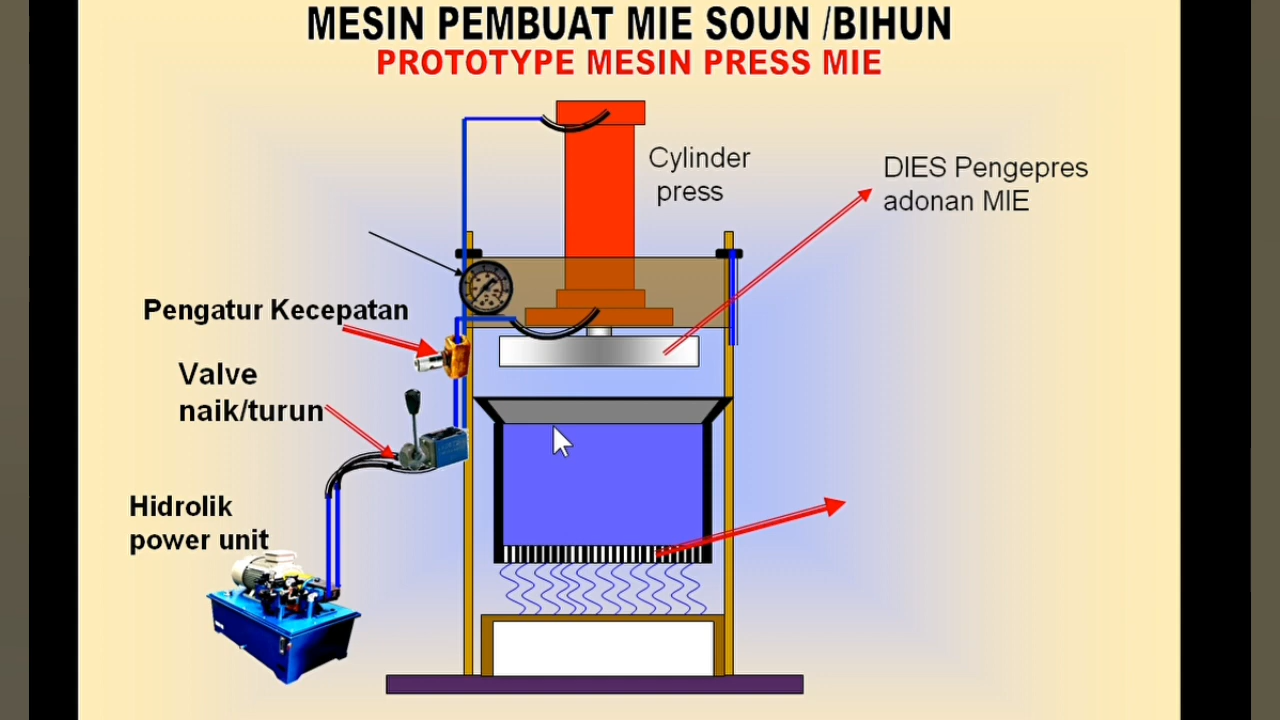 MESIN PEMBUAT MIE SOUN /BIHUN
PROTOTYPE MESIN PRESS MIE
Cylinder
press
DIES Pengepres
adonan MIE
Pengatur Kecepatan
Valve
naik/turun
Hidrolik
power unit